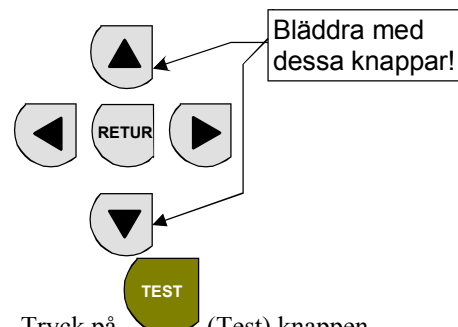 Bläddra med
dessa knappar!
RETUR
TEST
Tryck på (Test) knappen